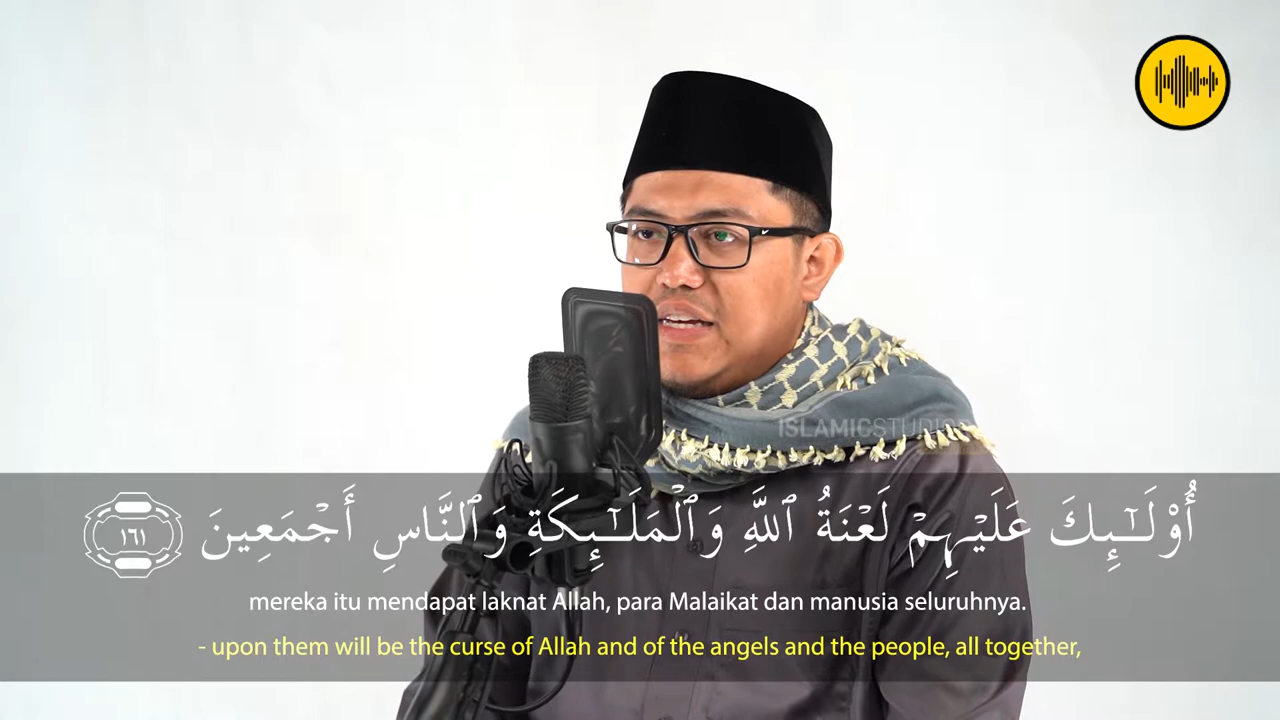 ISLAMICSTUDIO
أُوْلَـٰٓئِكَ عَلَيْهِمْ لَعْنَةُ ٱللَّهِ وَٱلْمَلَـٰٓئِكَةِ وَٱلنَّاسِ أَجْمَعِينَ ١٦١
mereka itu mendapat laknat Allah, para Malaikat dan manusia seluruhnya.
- upon them will be the curse of Allah and of the angels and the people, all together,